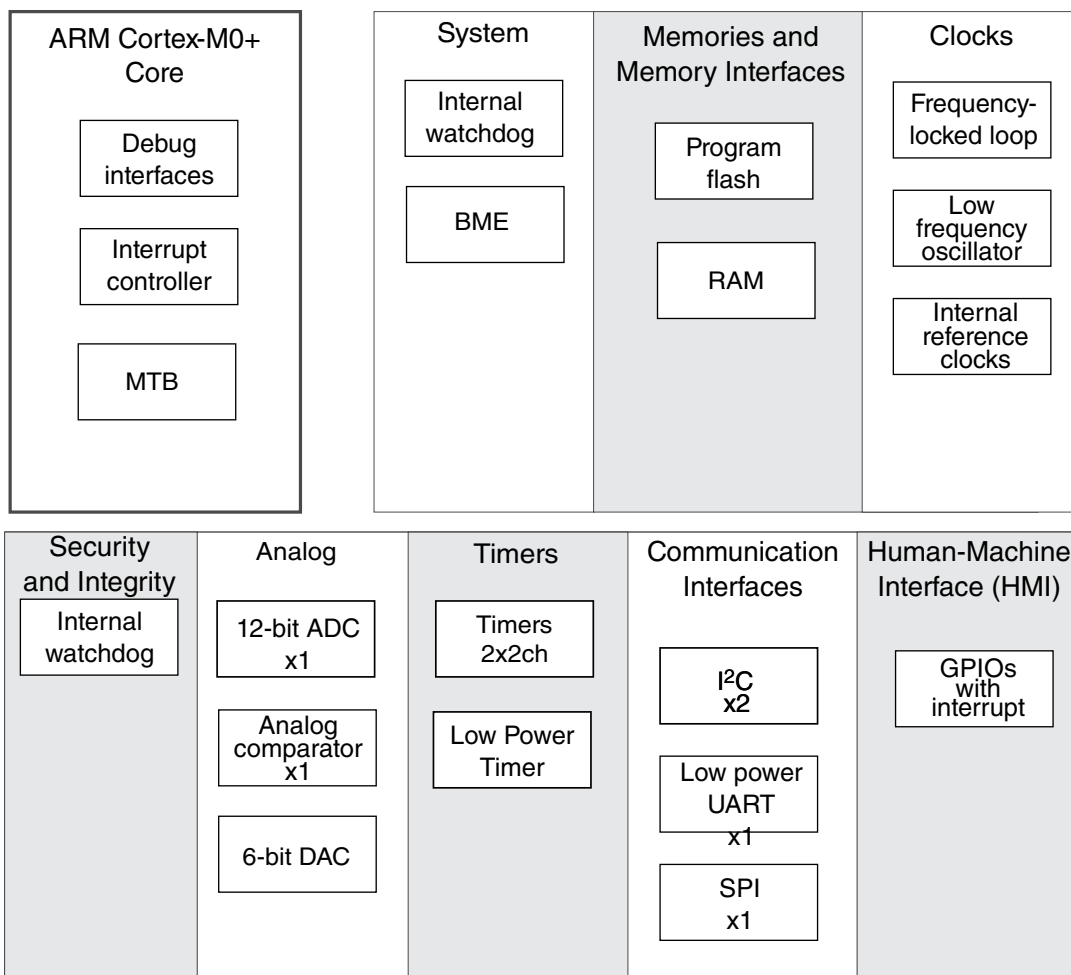 ARM Cortex-M0+
Core
Debug
interfaces
Interrupt
controller
MTB
System
Internal
watchdog
BME
Memories and
Memory Interfaces
Program
flash
RAM
Clocks
Frequency-
locked loop
Low
frequency
oscillator
Internal
reference
clocks
Security
and Integrity
Internal
watchdog
Analog
12-bit ADC
x1
Analog
comparator
x1
6-bit DAC
Timers
Timers
2x2ch
Low Power
Timer
Communication
Interfaces
I²C
x2
Low power
UART
x1
SPI
x1
Human-Machine
Interface (HMI)
GPIOs
with
interrupt